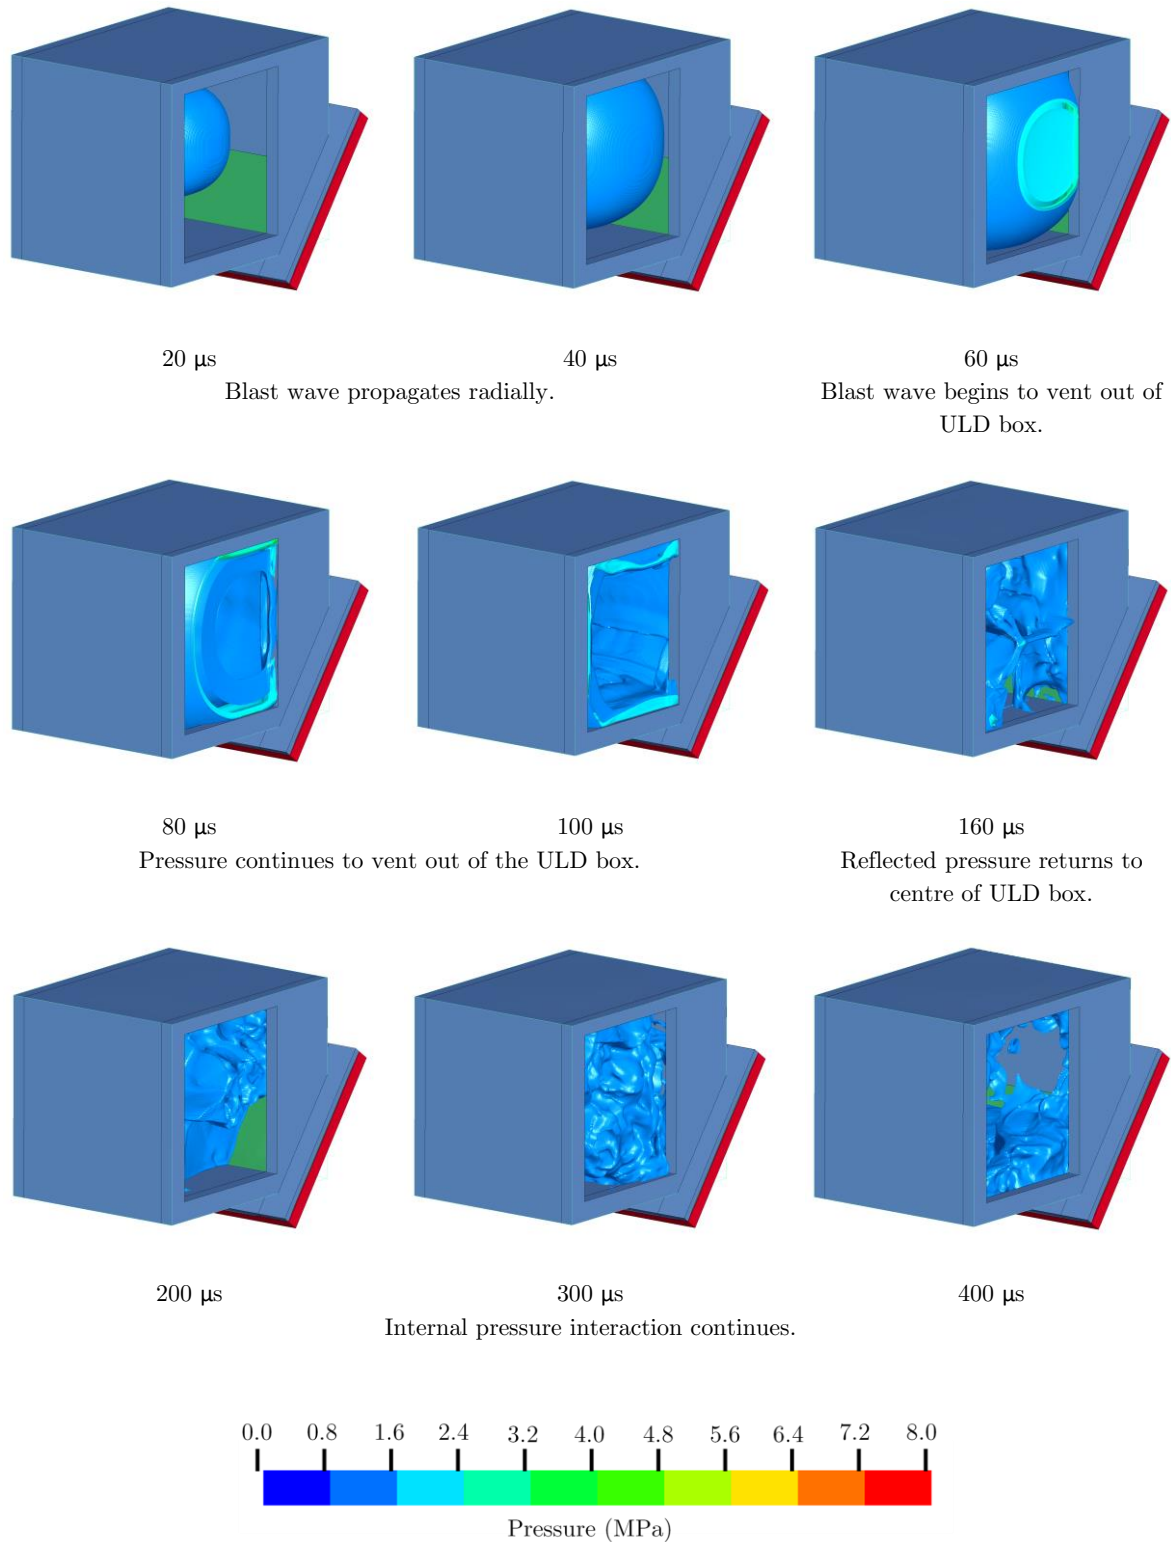 20 μs
40 μs
60 μs
Blast wave propagates radially.
Blast wave begins to vent out of
ULD box.
80 μs
100 μs
160 μs
Pressure continues to vent out of the ULD box.
Reflected pressure returns to
centre of ULD box.
200 μs
300 μs
400 μs
Internal pressure interaction continues.
0.0 0.8 1.6 2.4 3.2 4.0 4.8 5.6 6.4 7.2 8.0
Pressure (MPa)